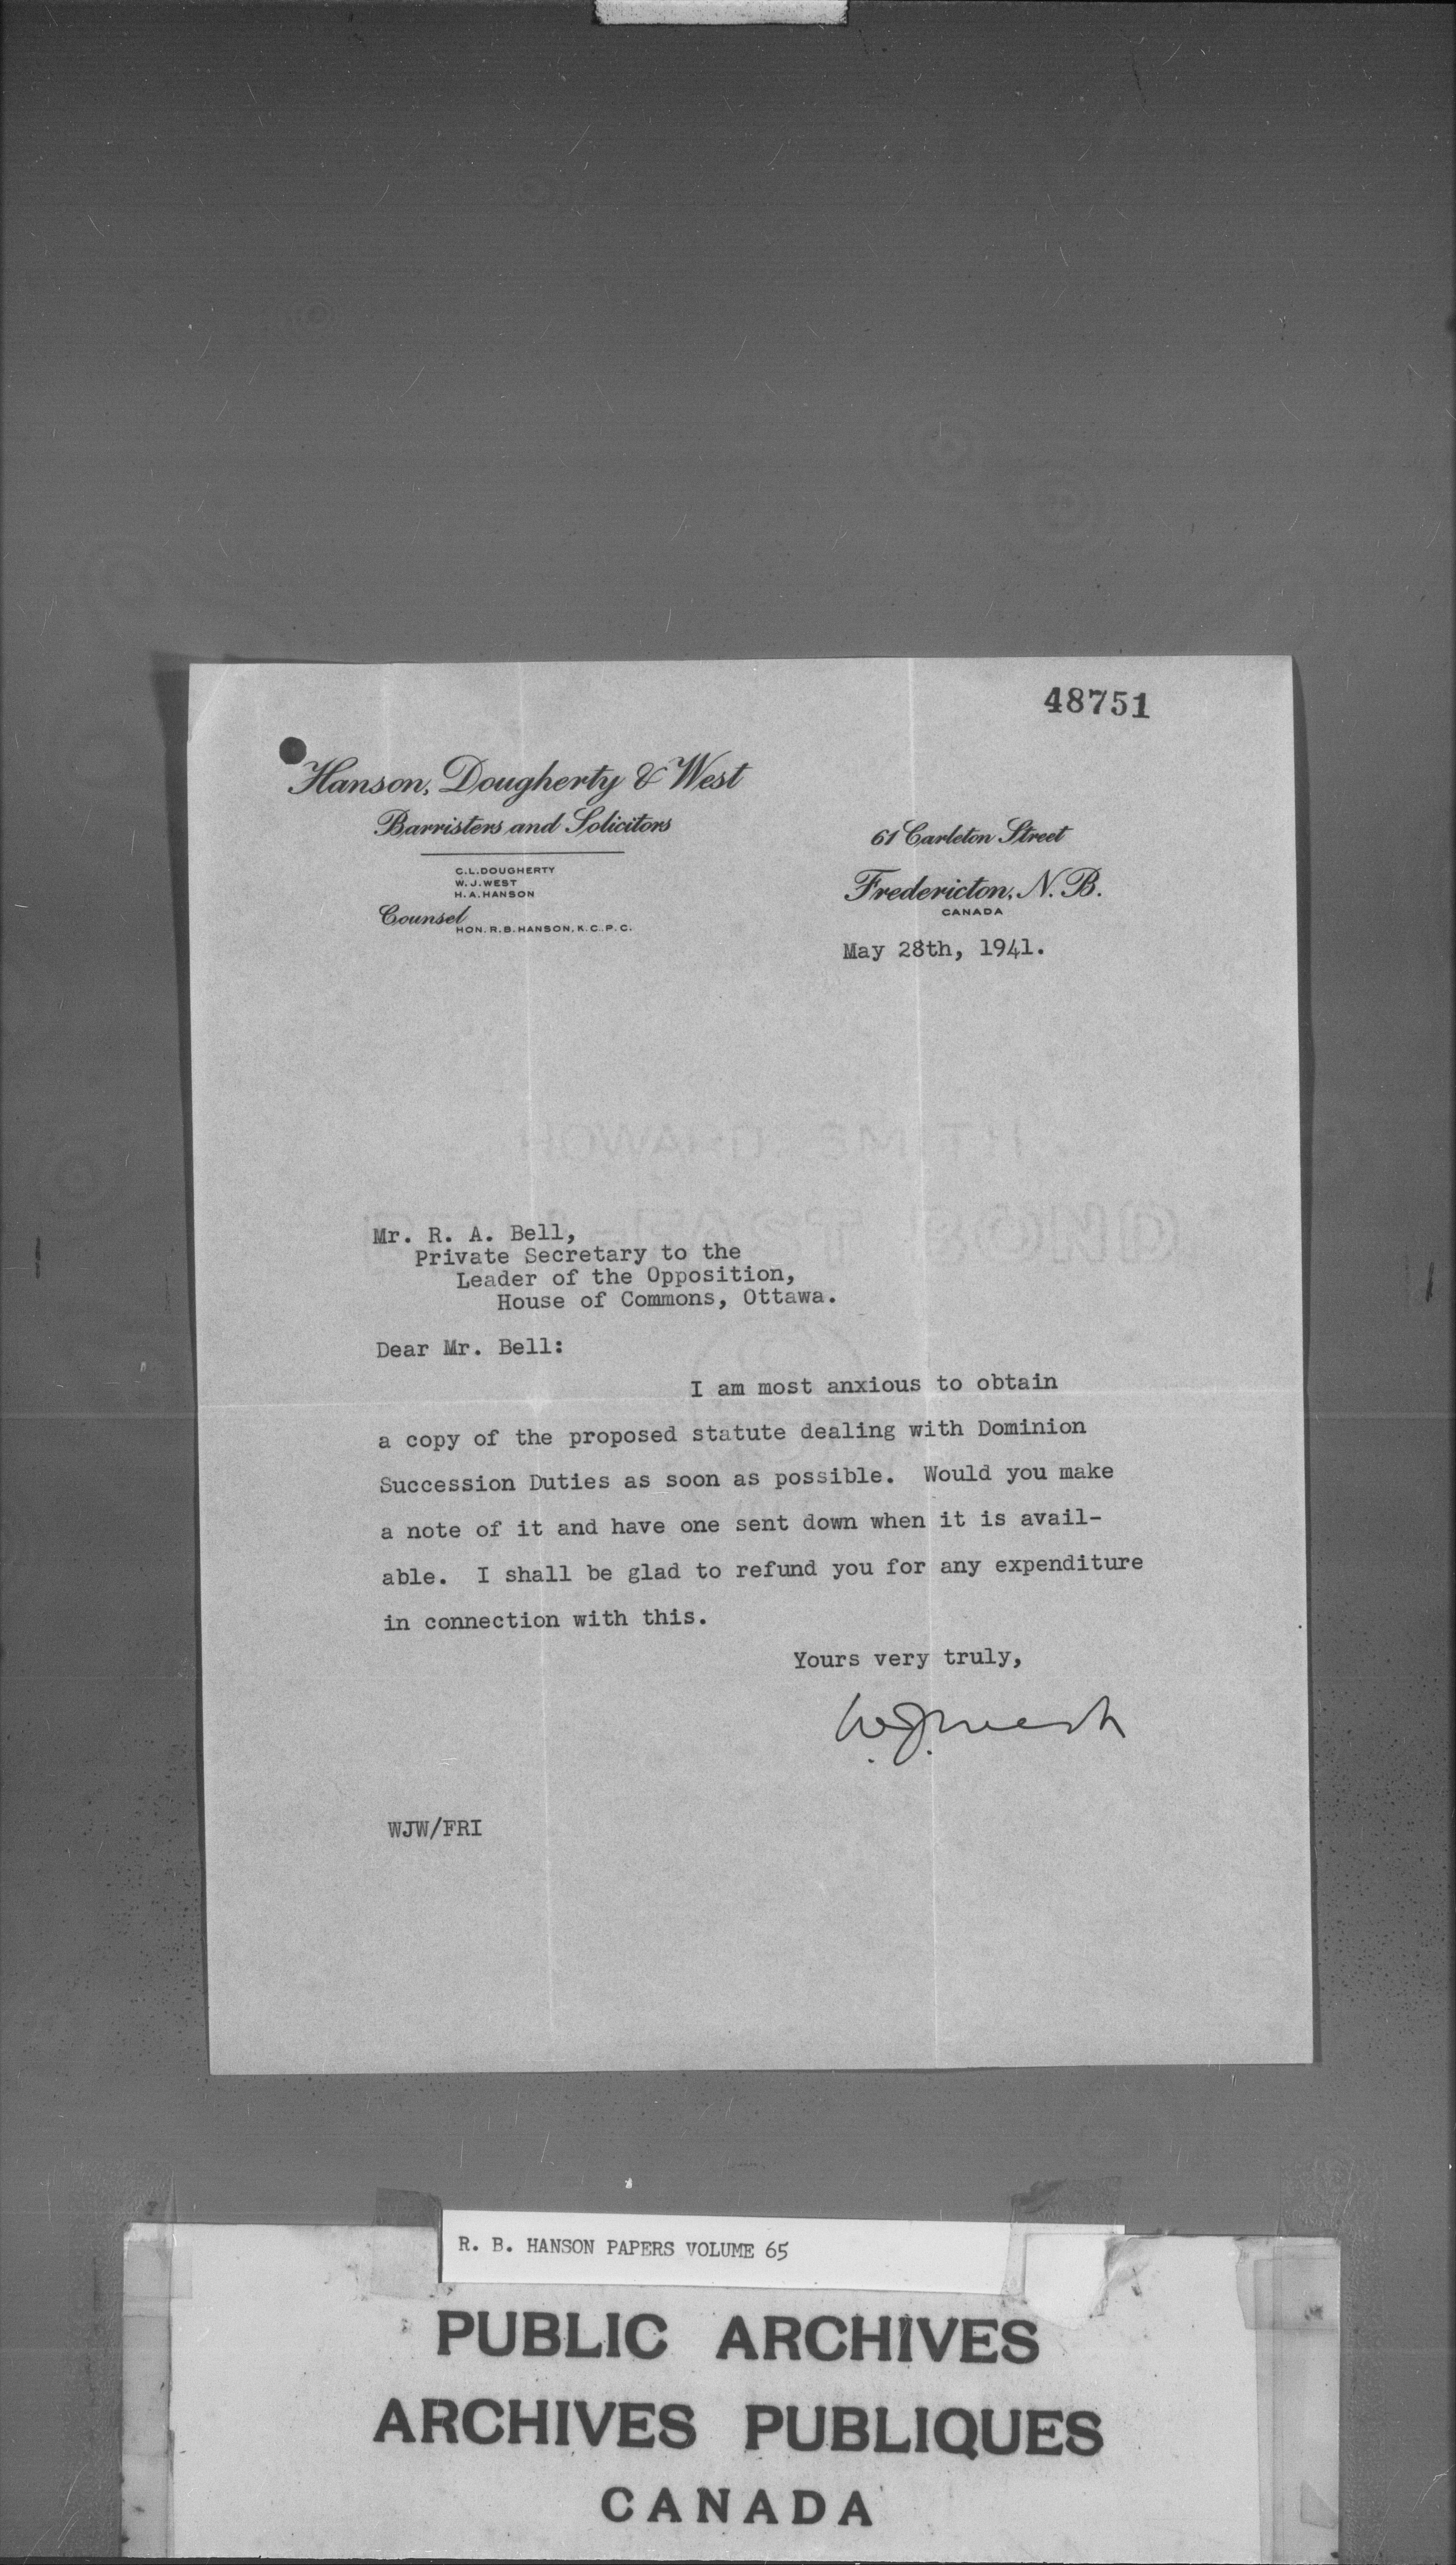 48751
Hanson, Dougherty & West
Barristers and Solicitors
C.L.DOUGHERTY
W.J.WEST
H.A.HANSON
Counsel
HON. R.B. HANSON, K.C.,P.C.
61 Carleton Street
Fredericton, N.B.
CANADA
May 28th, 1941.
Mr. R. A. Bell,
Private Secretary to the
Leader of the Opposition,
House of Commons, Ottawa.
Dear Mr. Bell:
I am most anxious to obtain
a copy of the proposed statute dealing with Dominion
Succession Duties as soon as possible. Would you make
a note of it and have one sent down when it is avail-
able. I shall be glad to refund you for any expenditure
in connection with this.
Yours very truly,
W.J. West
WJW/FRI
R. B. HANSON PAPERS VOLUME 65
PUBLIC ARCHIVES
ARCHIVES PUBLIQUES
CANADA